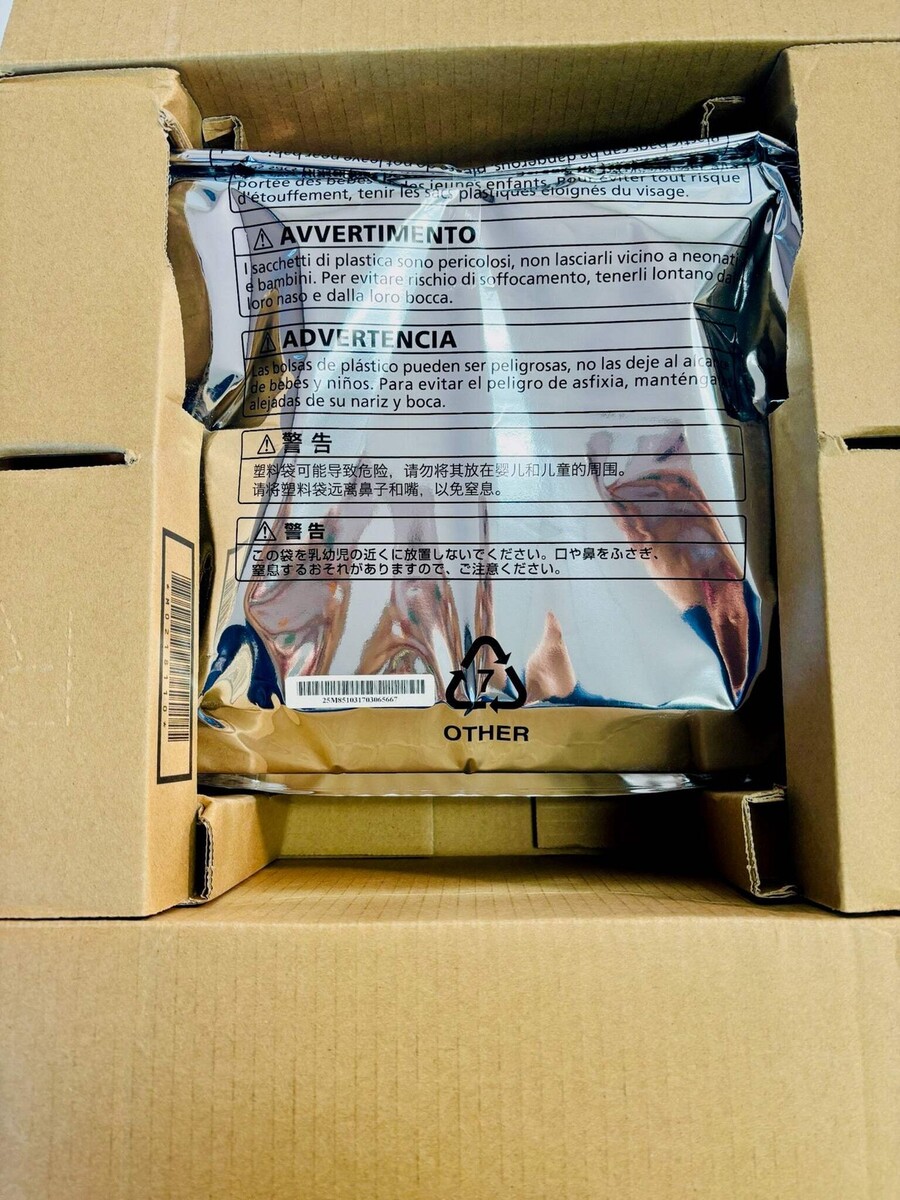 portée des bébés jeunes enfants. Pour éviter tout risque
d'étouffement, tenir les sacs plastiques éloignés du visage.
⚠ AVVERTIMENTO
I sacchetti di plastica sono pericolosi, non lasciarli vicino a neonati
e bambini. Per evitare rischio di soffocamento, tenerli lontano da
loro naso e dalla loro bocca.
⚠ ADVERTENCIA
Las bolsas de plástico pueden ser peligrosas, no las deje al
de bebés y niños. Para evitar el peligro de asfixia,
alejadas de su nariz y boca.
⚠ 警告
塑料袋可能导致危险，请勿将其放在婴儿和儿童的周围。
请将塑料袋远离鼻子和嘴，以免窒息。
⚠ 警告
この袋を乳幼児の近くに放置しないでください。口や鼻をふさぎ、
窒息するおそれがありますので、ご注意ください。
25M85103170306S667
7
OTHER